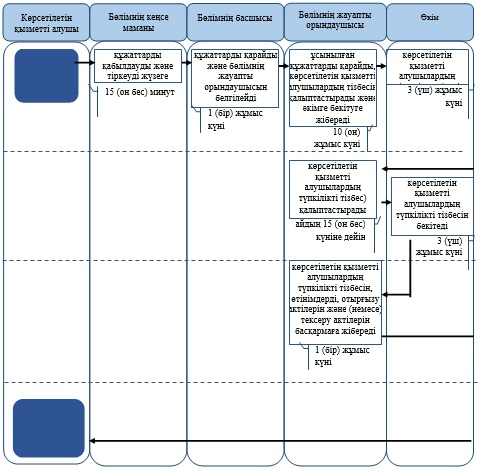 Көрсетілетін
қызметті алушы
Бөлімнің кеңсе
маманы
Бөлімнің басшысы
Бөлімнің жауапты
орындаушысы
Әкім
құжаттарды
қабылдауды және
тіркеуді жүзеге
15 (он бес) минут
құжаттарды қарайды
және бөлімнің
жауапты
орындаушысын
белгілейді
1 (бір) жұмыс
күні
ұсынылған
құжаттарды қарайды,
көрсетілетін қызметті
алушылардың тізбесін
қалыптастырады және
әкімге бекітуге
жібереді
10 (он)
жұмыс күні
көрсетілетін
қызметті
алушылардың
3 (үш) жұмыс
күні
көрсетілетін
қызметті
алушылардың
түпкілікті тізбес)
қалыптастырады
айдың 15 (он бес)
күніне дейін
көрсетілетін
қызметті
алушылардың
түпкілікті тізбесін
бекітеді
3 (үш)
жұмыс күні
көрсетілетін қызметті
алушылардың
түпкілікті тізбесін,
өтінімдерді, отырғызу
актілерін және (немесе)
тексеру актілерін
басқармаға жібереді
1 (бір) жұмыс
күні